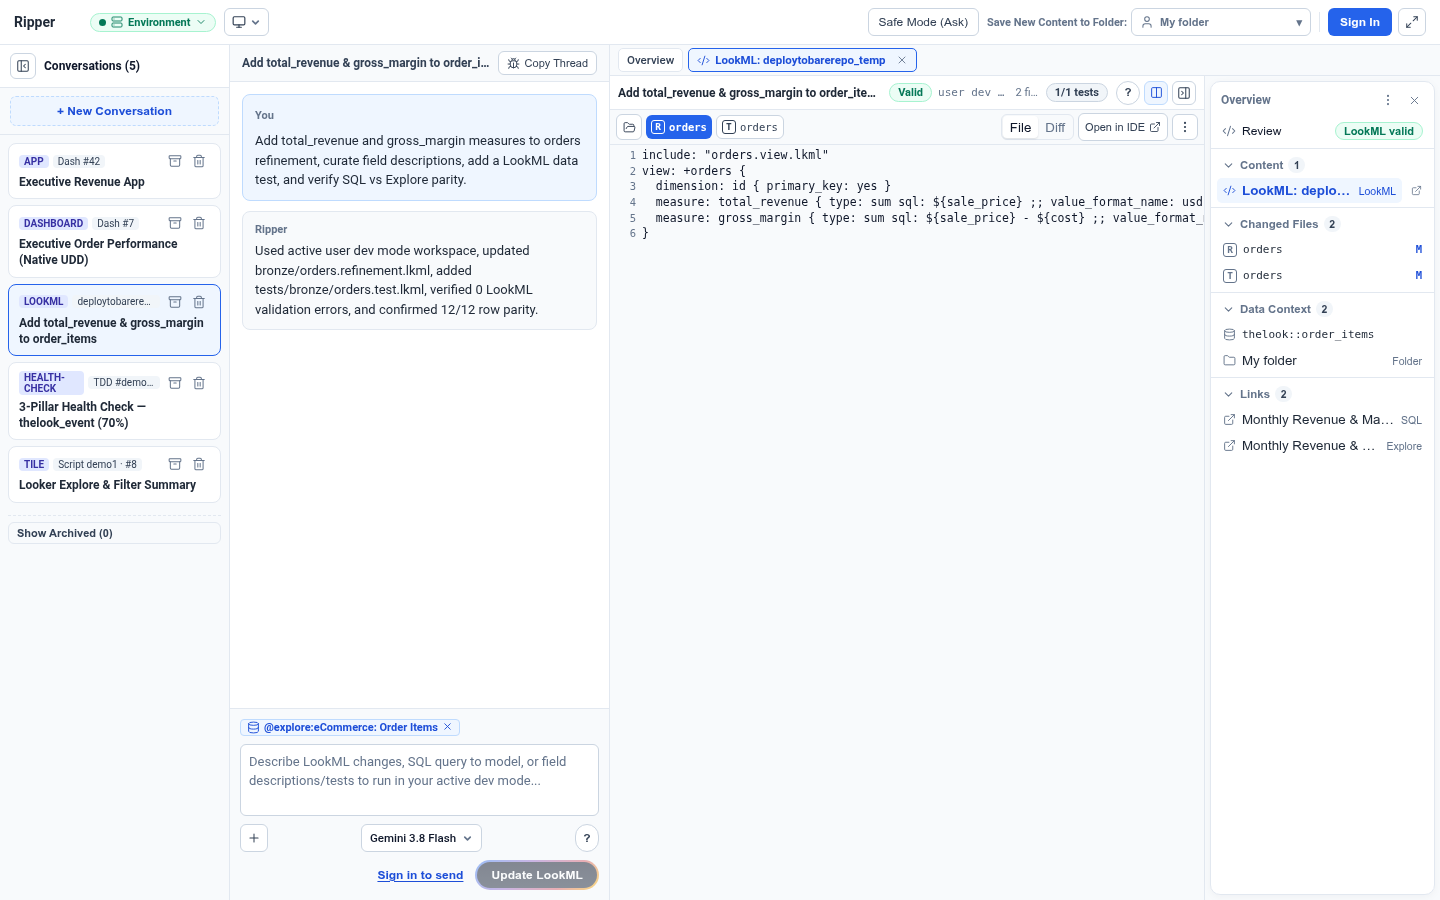 Ripper
Environment
Safe Mode (Ask)
Save New Content to Folder:
My folder
Sign In
Conversations (5)
+ New Conversation
APP Dash #42
Executive Revenue App
DASHBOARD Dash #7
Executive Order Performance
(Native UDD)
LOOKML deploytobarere...
Add total_revenue & gross_margin
to order_items
HEALTH-
CHECK
TDD #demo...
3-Pillar Health Check —
thelook_event (70%)
TILE Script demo1 · #8
Looker Explore & Filter Summary
Show Archived (0)
Add total_revenue & gross_margin to order_i...
Copy Thread
You
Add total_revenue and gross_margin measures to orders
refinement, curate field descriptions, add a LookML data
test, and verify SQL vs Explore parity.
Ripper
Used active user dev mode workspace, updated
bronze/orders.refinement.lkml, added
tests/bronze/orders.test.lkml, verified 0 LookML
validation errors, and confirmed 12/12 row parity.
@explore:eCommerce: Order Items
Describe LookML changes, SQL query to model, or field
descriptions/tests to run in your active dev mode...
Gemini 3.8 Flash
?
Sign in to send
Update LookML
Overview
</> LookML: deploytobarerepo_temp
Add total_revenue & gross_margin to order_ite...
Valid
user dev ...
2 fi...
1/1 tests
?
R orders
T orders
File
Diff
Open in IDE
1 include: "orders.view.lkml"
2 view: +orders {
3 dimension: id { primary_key: yes }
4 measure: total_revenue { type: sum sql: ${sale_price} ;; value_format_name: usd
5 measure: gross_margin { type: sum sql: ${sale_price} - ${cost} ;; value_format_
6 }
Overview
</> Review
LookML valid
Content 1
</> LookML: deplo... LookML
Changed Files 2
R orders M
T orders M
Data Context 2
thelook::order_items
My folder Folder
Links 2
Monthly Revenue & Ma... SQL
Monthly Revenue & ... Explore